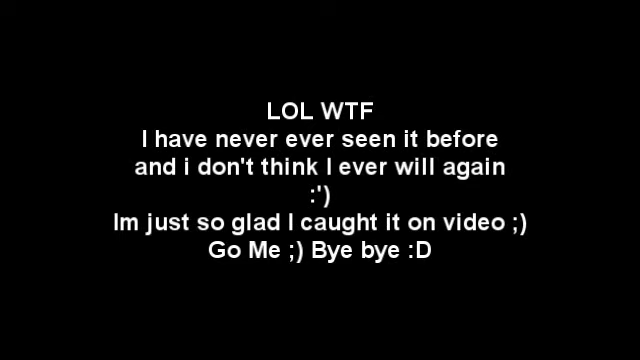 LOL WTF
I have never ever seen it before
and i don't think I ever will again
:')
Im just so glad I caught it on video ;)
Go Me ;) Bye bye :D